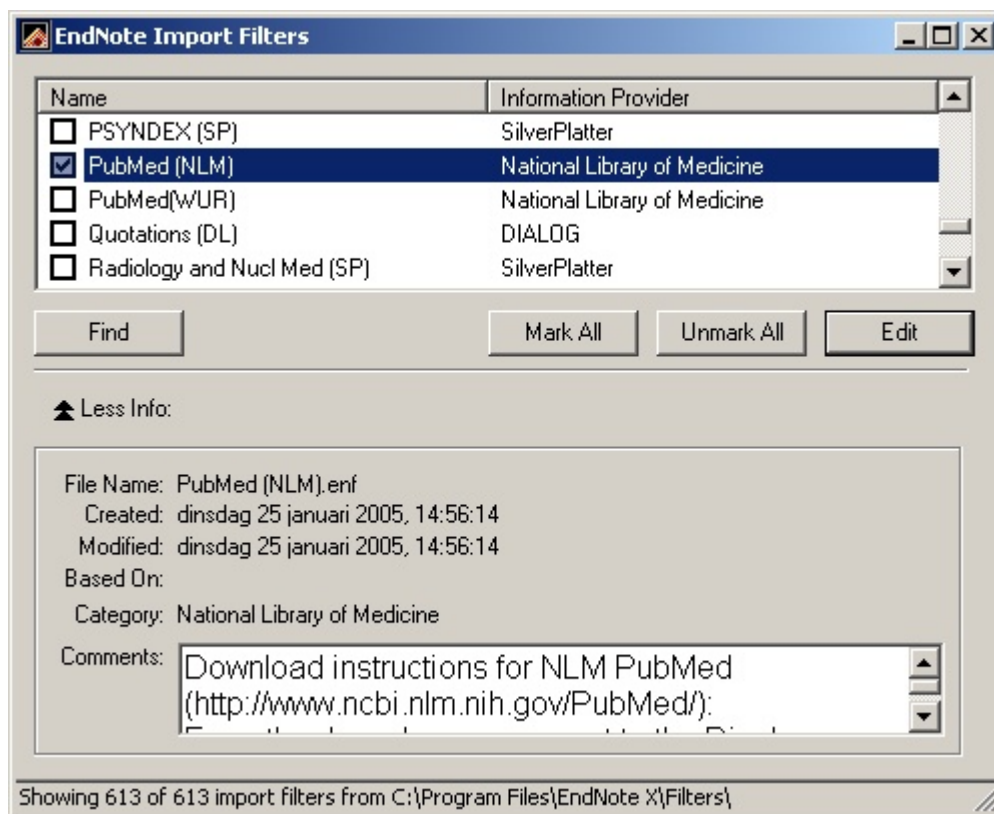 EndNote Import Filters
Name Information Provider
PSYNDEX (SP) SilverPlatter
PubMed (NLM) National Library of Medicine
PubMed(WUR) National Library of Medicine
Quotations (DL) DIALOG
Radiology and Nucl Med (SP) SilverPlatter
Find Mark All Unmark All Edit
Less Info:
File Name: PubMed (NLM).enf
Created: dinsdag 25 januari 2005, 14:56:14
Modified: dinsdag 25 januari 2005, 14:56:14
Based On:
Category: National Library of Medicine
Comments: Download instructions for NLM PubMed
(http://www.ncbi.nlm.nih.gov/PubMed/):
Showing 613 of 613 import filters from C:\Program Files\EndNote X\Filters\